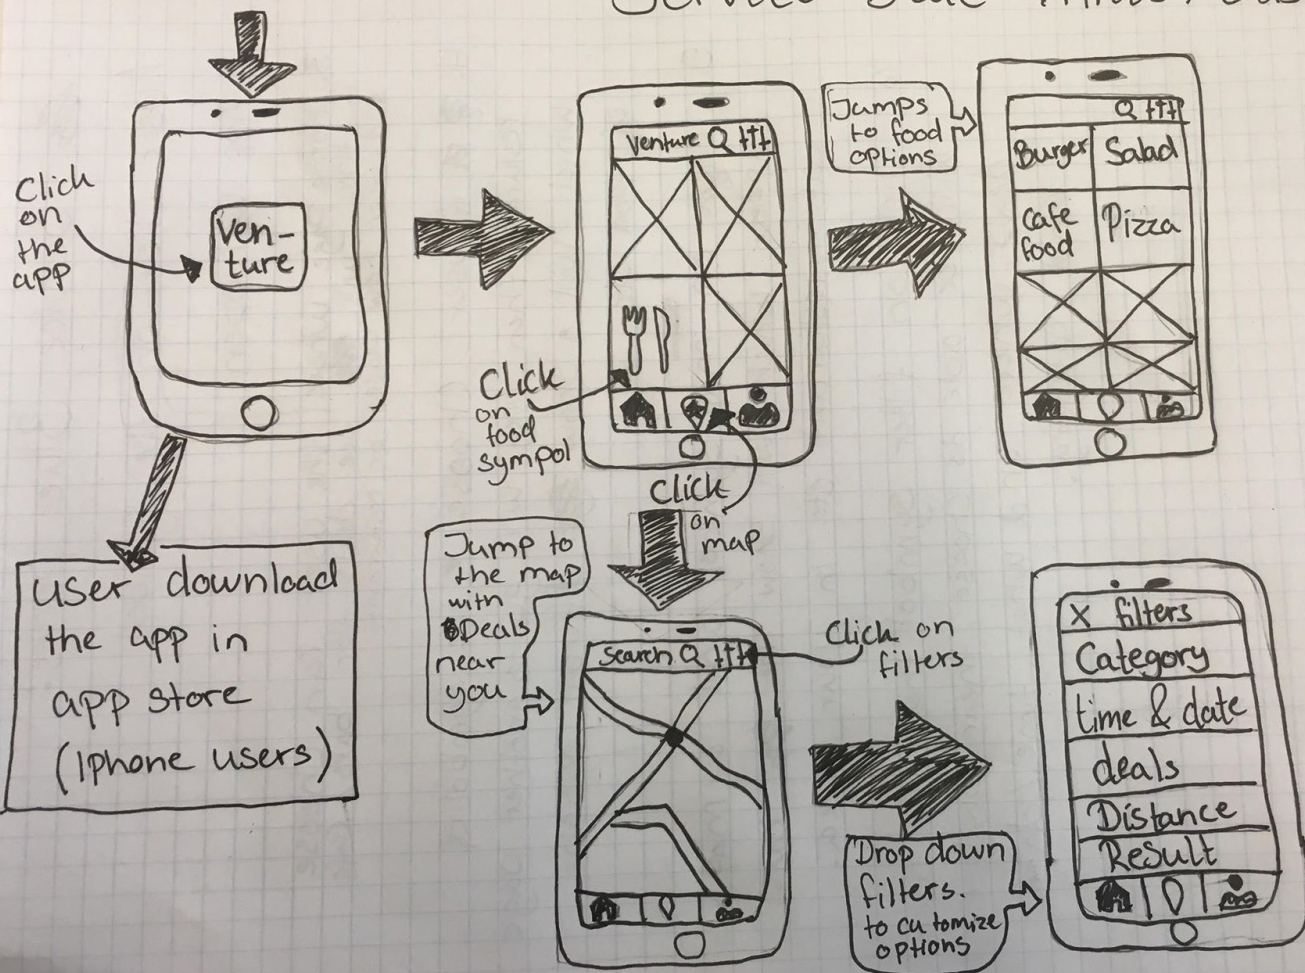 Service
Click
on
the
app
Ven-
ture
Venture
Click
on
food
sympol
Jumps
to food
options
Burger
Salad
Cafe
food
Pizza
Click
on
map
user download
the app in
app store
(Iphone users)
Jump to
the map
with
Deals
near
you
Search
Click on
filters
Drop down
filters.
to cutomize
options
X filters
Category
time & date
deals
Distance
Result